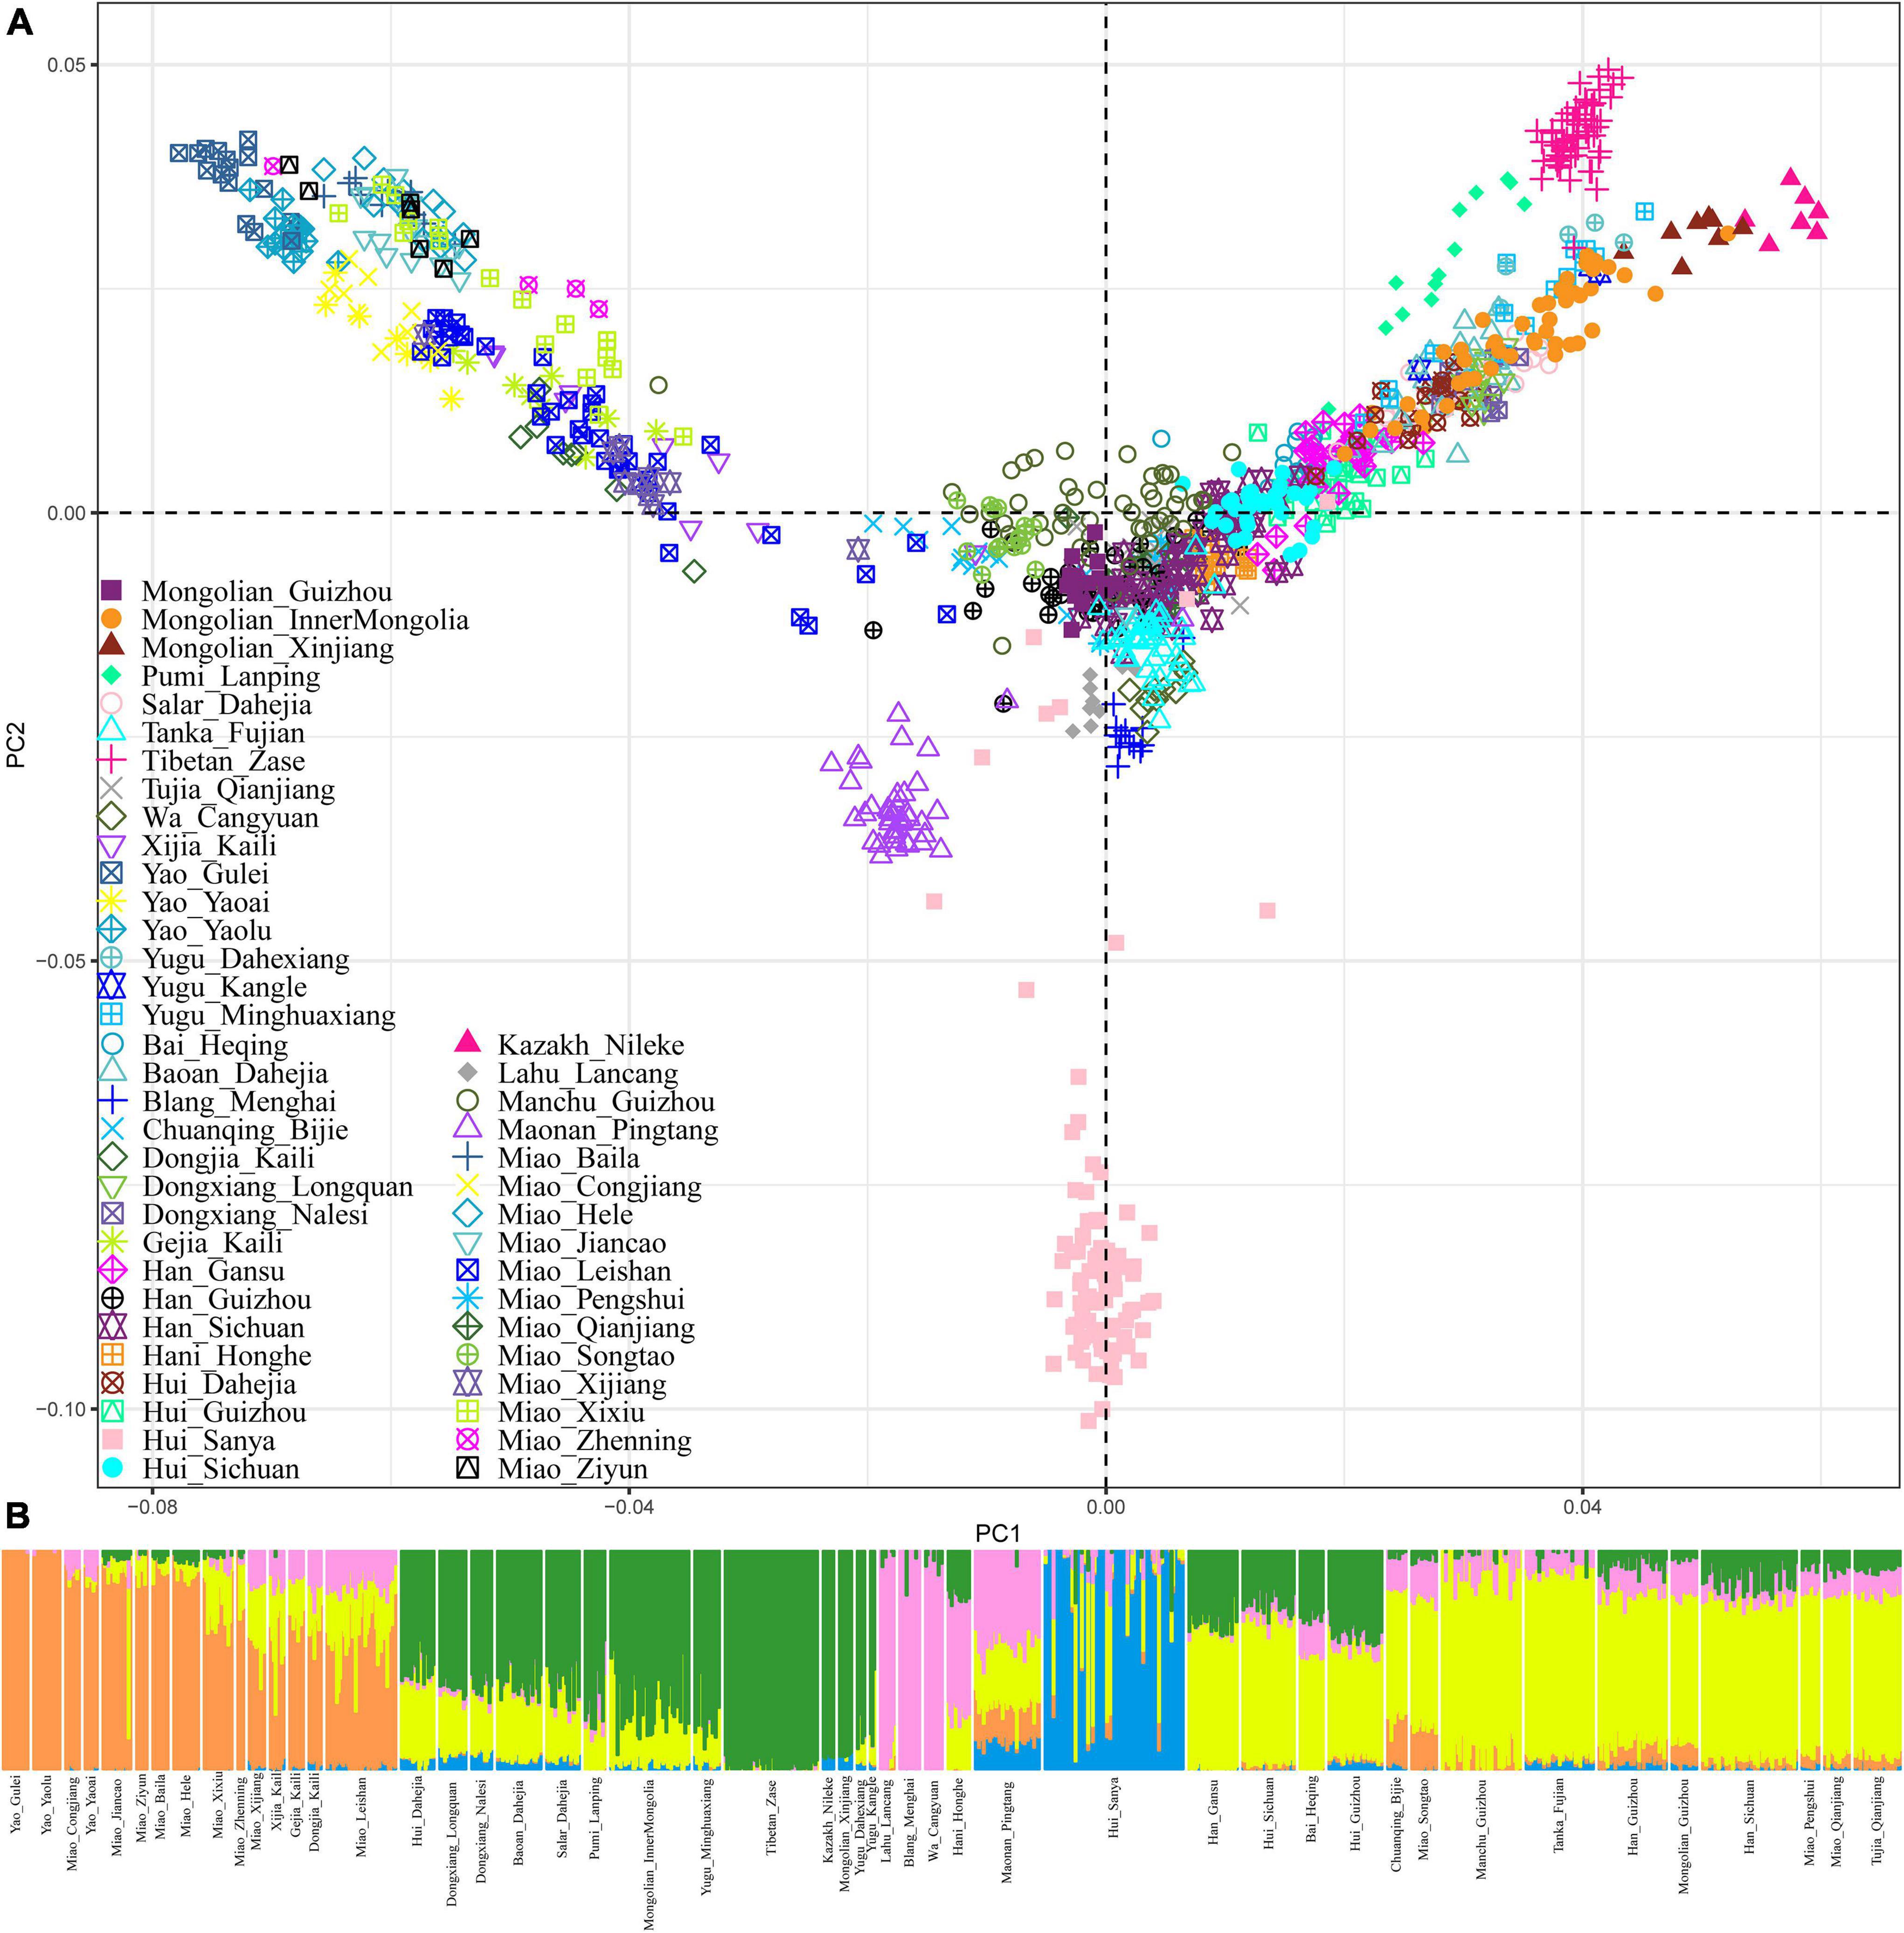 A
0.05
0.00
−0.05
−0.10
PC2
Mongolian_Guizhou
Mongolian_InnerMongolia
Mongolian_Xinjiang
Pumi_Lanping
Salar_Dahejia
Tanka_Fujian
Tibetan_Zase
Tujia_Qianjiang
Wa_Cangyuan
Xijia_Kaili
Yao_Gulei
Yao_Yaoai
Yao_Yaolu
Yugu_Dahexiang
Yugu_Kangle
Yugu_Minghuaxiang
Bai_Heqing
Baoan_Dahejia
Blang_Menghai
Chuanqing_Bijie
Dongjia_Kaili
Dongxiang_Longquan
Dongxiang_Nalesi
Gejia_Kaili
Han_Gansu
Han_Guizhou
Han_Sichuan
Hani_Honghe
Hui_Dahejia
Hui_Guizhou
Hui_Sanya
Hui_Sichuan
Kazakh_Nileke
Lahu_Lancang
Manchu_Guizhou
Maonan_Pingtang
Miao_Baila
Miao_Congjiang
Miao_Hele
Miao_Jiancao
Miao_Leishan
Miao_Pengshui
Miao_Qianjiang
Miao_Songtao
Miao_Xijiang
Miao_Xixiu
Miao_Zhenning
Miao_Ziyun
−0.08
−0.04
0.00
0.04
PC1
B
Yao_Gulei
Yao_Yaolu
Miao_Congjiang
Yao_Yaoai
Miao_Jiancao
Miao_Ziyun
Miao_Baila
Miao_Hele
Miao_Xixiu
Miao_Zhenning
Miao_Xijiang
Xijia_Kaili
Gejia_Kaili
Dongjia_Kaili
Miao_Leishan
Hui_Dahejia
Dongxiang_Longquan
Dongxiang_Nalesi
Baoan_Dahejia
Salar_Dahejia
Pumi_Lanping
Mongolian_InnerMongolia
Yugu_Minghuaxiang
Tibetan_Zase
Kazakh_Nileke
Mongolian_Xinjiang
Yugu_Dahexiang
Yugu_Kangle
Lahu_Lancang
Blang_Menghai
Wa_Cangyuan
Hani_Honghe
Maonan_Pingtang
Hui_Sanya
Han_Gansu
Hui_Sichuan
Bai_Heqing
Hui_Guizhou
Chuanqing_Bijie
Miao_Songtao
Manchu_Guizhou
Tanka_Fujian
Han_Guizhou
Mongolian_Guizhou
Han_Sichuan
Miao_Pengshui
Miao_Qianjiang
Tujia_Qianjiang